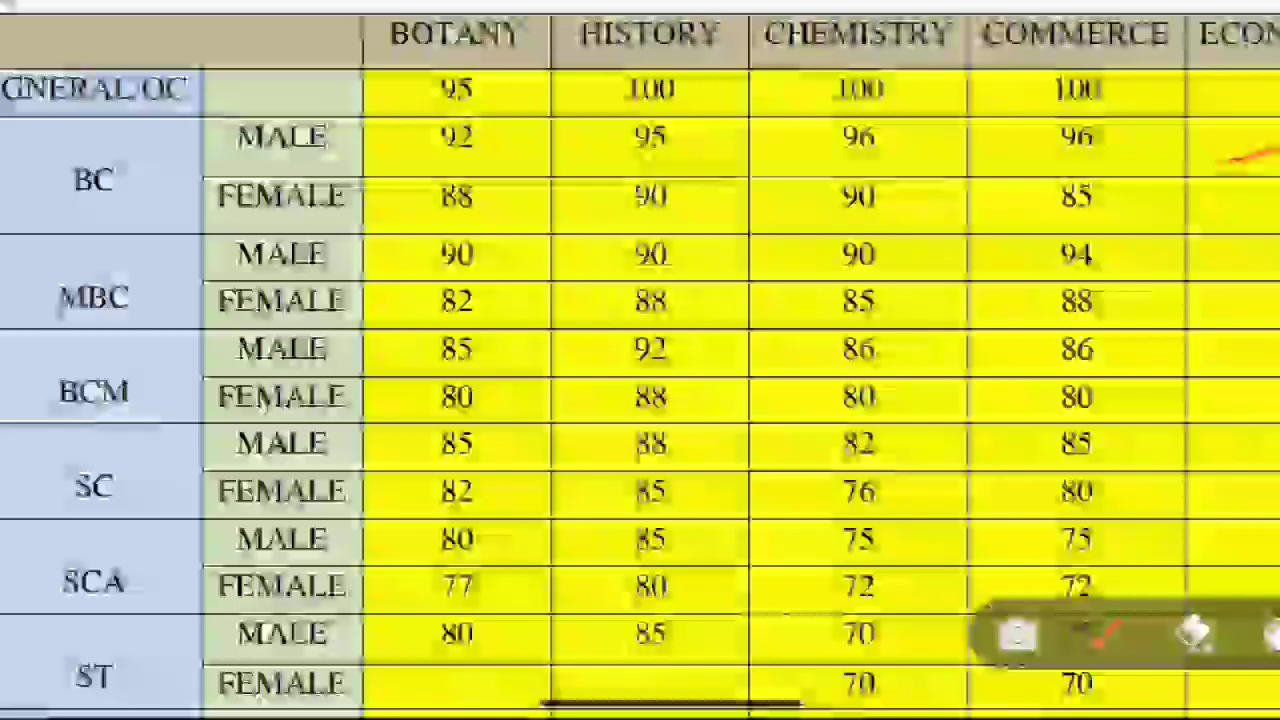 BOTANY HISTORY CHEMISTRY COMMERCE ECON
GNERAL/OC 95 100 100 100
BC MALE 92 95 96 96
FEMALE 88 90 90 85
MBC MALE 90 90 90 94
FEMALE 82 88 85 88
BCM MALE 85 92 86 86
FEMALE 80 88 80 80
SC MALE 85 88 82 85
FEMALE 82 85 76 80
SCA MALE 80 85 75 75
FEMALE 77 80 72 72
ST MALE 80 85 70
FEMALE 70 70